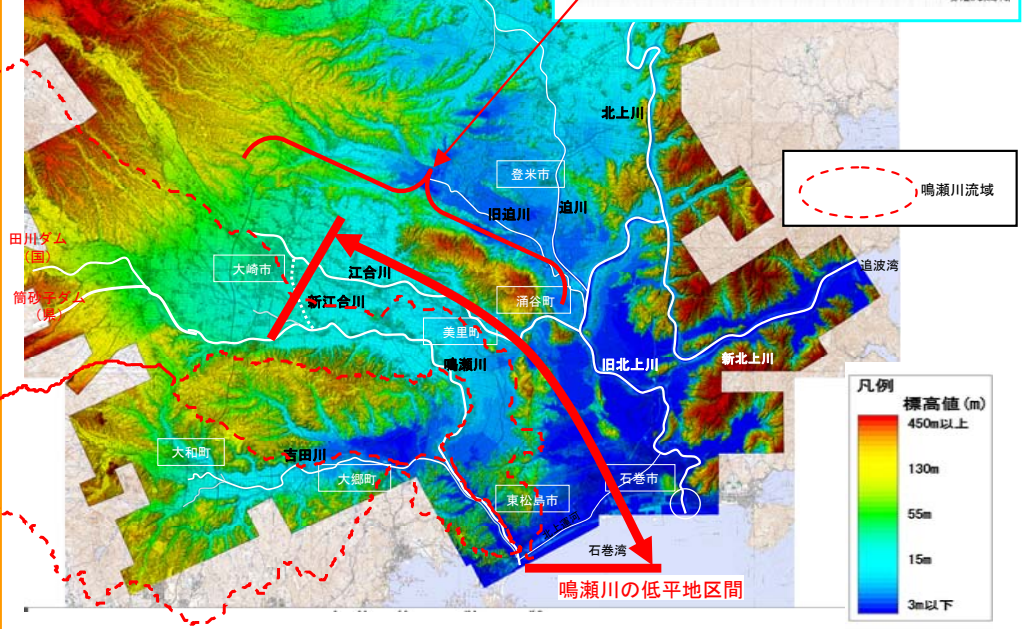 北上川
登米市
鳴瀬川流域
旧迫川
迫川
田川ダム
(国)
大崎市
江合川
追波湾
筒砂子ダム
(県)
新江合川
涌谷町
美里町
鳴瀬川
旧北上川
新北上川
凡例
標高値(m)
450m以上
130m
55m
15m
3m以下
大和町
吉田川
大郷町
東松島市
石巻市
石巻湾
鳴瀬川の低平地区間